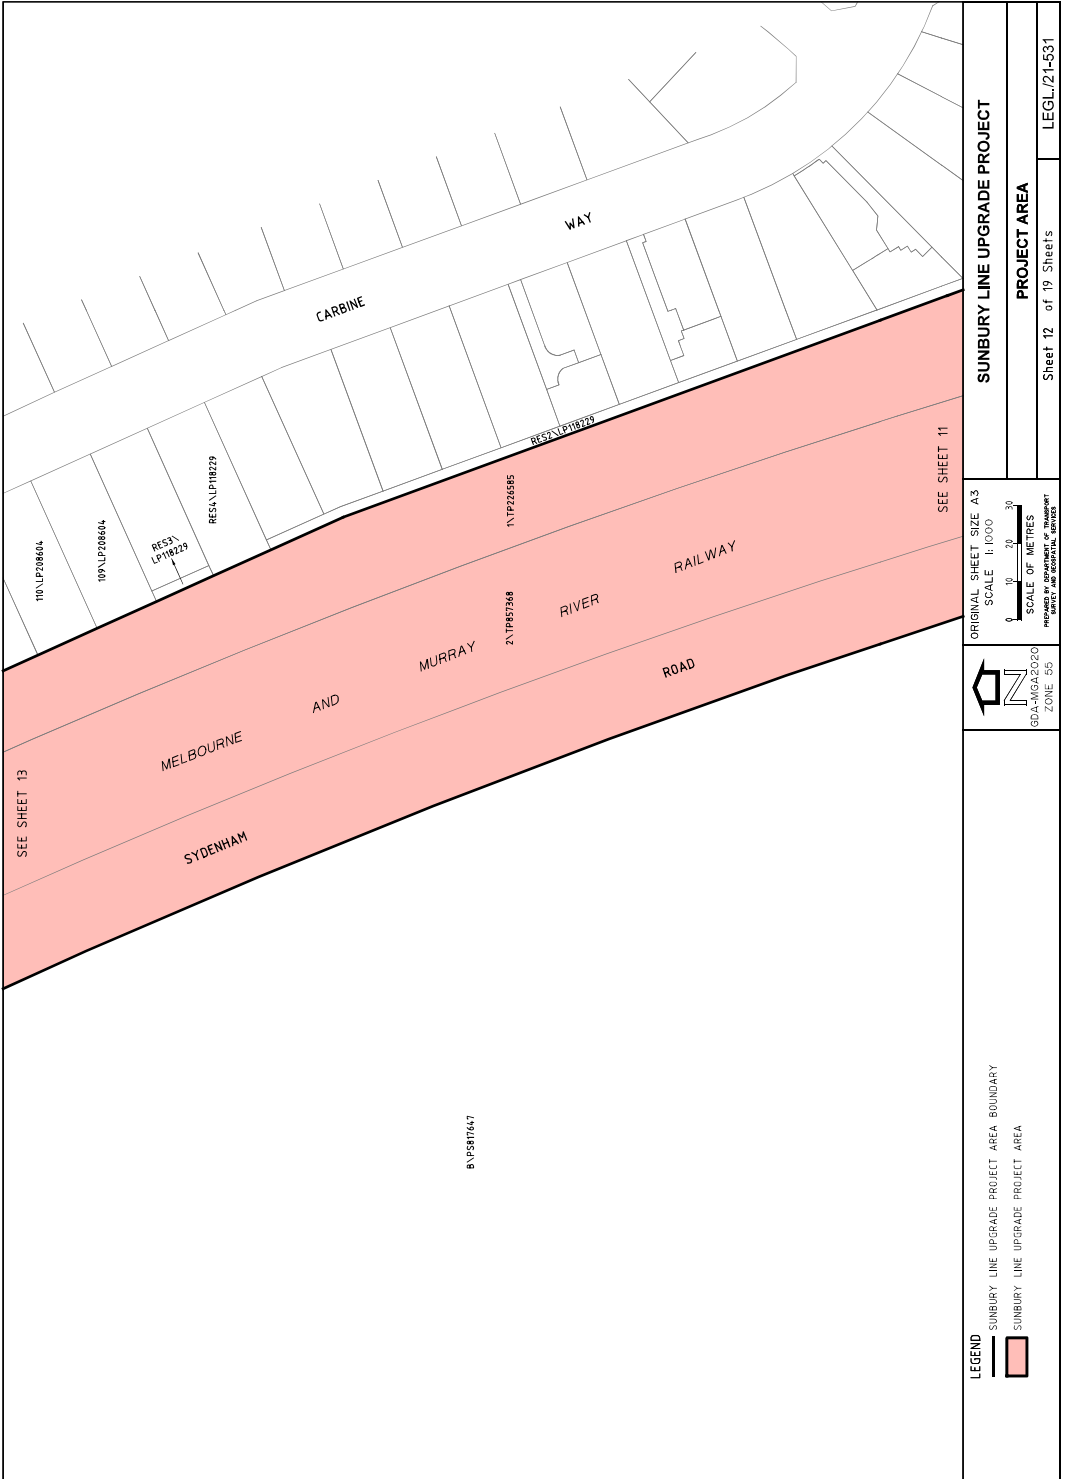 CARBINE
WAY
110\LP208604
109\LP208604
RES3\
LP118229
RES4\LP118229
RES2\LP118229
1\TP226585
2\TP857368
MELBOURNE
AND
MURRAY
RIVER
RAILWAY
SYDENHAM
ROAD
SEE SHEET 13
SEE SHEET 11
B\PS817647
LEGEND
SUNBURY LINE UPGRADE PROJECT AREA BOUNDARY
SUNBURY LINE UPGRADE PROJECT AREA
N
GDA-MGA2020
ZONE 55
ORIGINAL SHEET SIZE A3
SCALE 1:1000
0 10 20 30
SCALE OF METRES
PREPARED BY DEPARTMENT OF TRANSPORT
SURVEY AND GEOSPATIAL SERVICES
SUNBURY LINE UPGRADE PROJECT
PROJECT AREA
Sheet 12 of 19 Sheets
LEGL./21-531